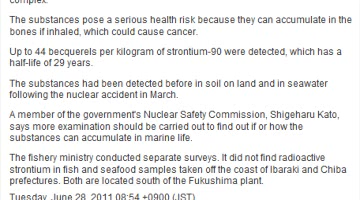 complex.
The substances pose a serious health risk because they can accumulate in the
bones if inhaled, which could cause cancer.
Up to 44 becquerels per kilogram of strontium-90 were detected, which has a
half-life of 29 years.
The substances had been detected before in soil on land and in seawater
following the nuclear accident in March.
A member of the government's Nuclear Safety Commission, Shigeharu Kato,
says more examination should be carried out to find out if or how the
substances can accumulate in marine life.
The fishery ministry conducted separate surveys. It did not find radioactive
strontium in fish and seafood samples taken off the coast of Ibaraki and Chiba
prefectures. Both are located south of the Fukushima plant.
Tuesday, June 28, 2011 08:54 +0900 (JST)